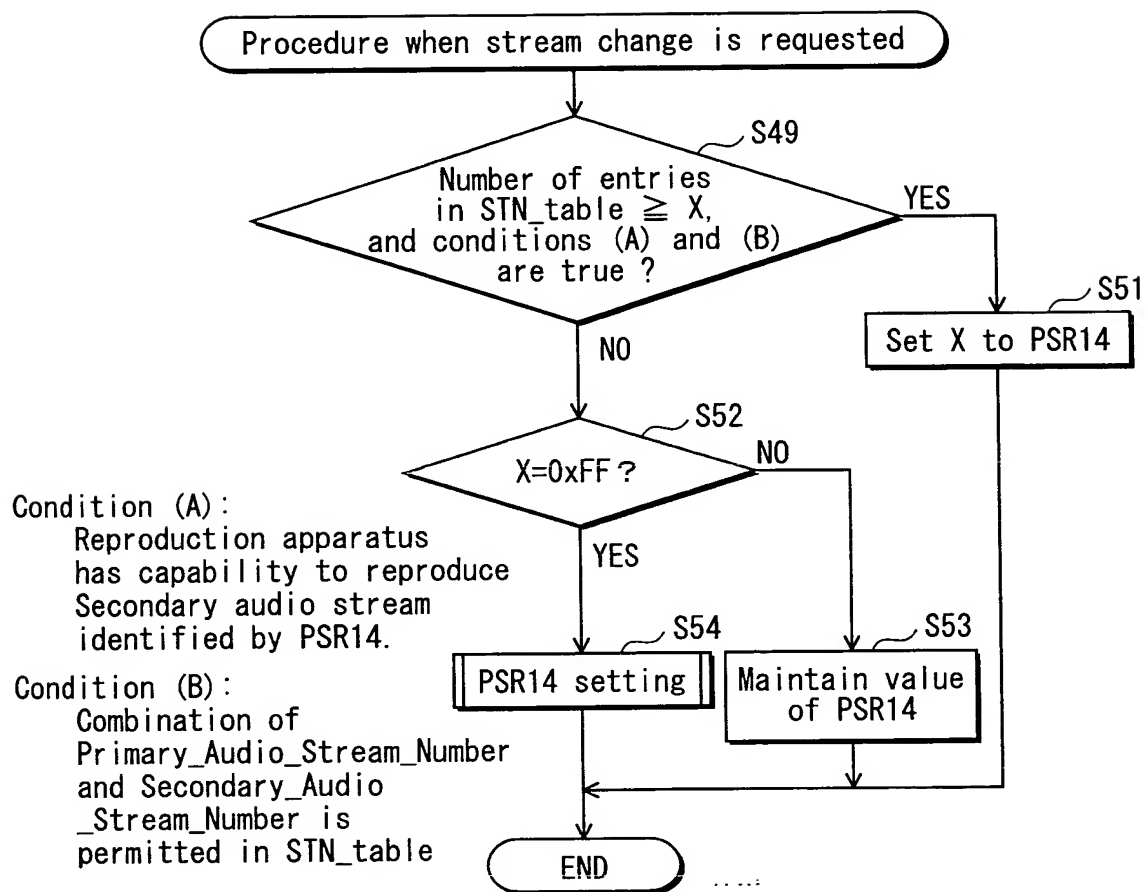 Procedure when stream change is requested
S49
Number of entries
in STN_table ≧ X,
and conditions (A) and (B)
are true ?
YES
S51
Set X to PSR14
NO
S52
X=0xFF?
NO
YES
Condition (A):
Reproduction apparatus
has capability to reproduce
Secondary audio stream
identified by PSR14.
S54
PSR14 setting
S53
Maintain value
of PSR14
Condition (B):
Combination of
Primary_Audio_Stream_Number
and Secondary_Audio
_Stream_Number is
permitted in STN_table
END